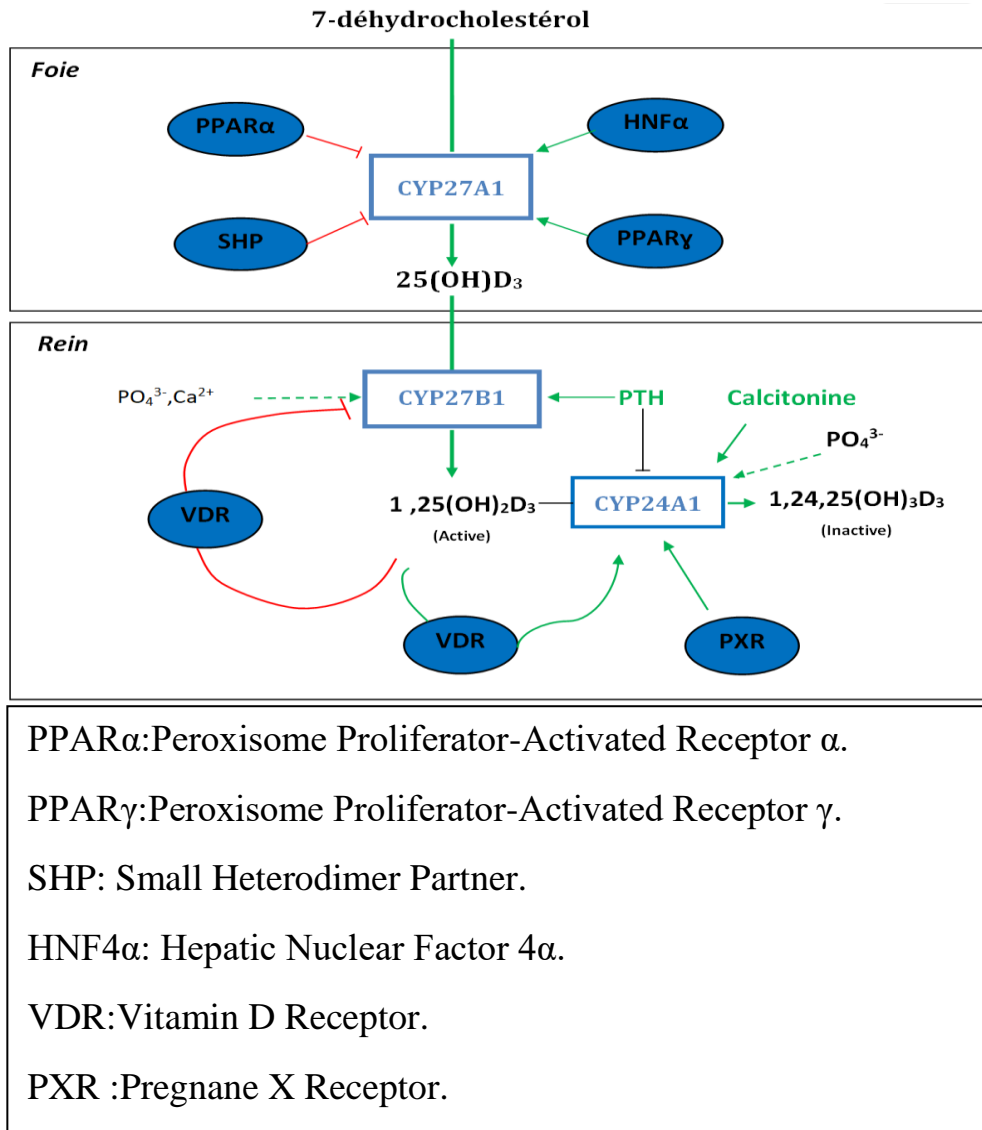 7-déhydrocholestérol
Foie
PPARα
HNFα
CYP27A1
SHP
PPARɣ
25(OH)D₃
Rein
PO₄³⁻,Ca²⁺
CYP27B1
PTH
Calcitonine
PO₄³⁻
VDR
1 ,25(OH)₂D₃
(Active)
CYP24A1
1,24,25(OH)₃D₃
(Inactive)
VDR
PXR
PPARα:Peroxisome Proliferator-Activated Receptor α.
PPARγ:Peroxisome Proliferator-Activated Receptor γ.
SHP: Small Heterodimer Partner.
HNF4α: Hepatic Nuclear Factor 4α.
VDR:Vitamin D Receptor.
PXR :Pregnane X Receptor.